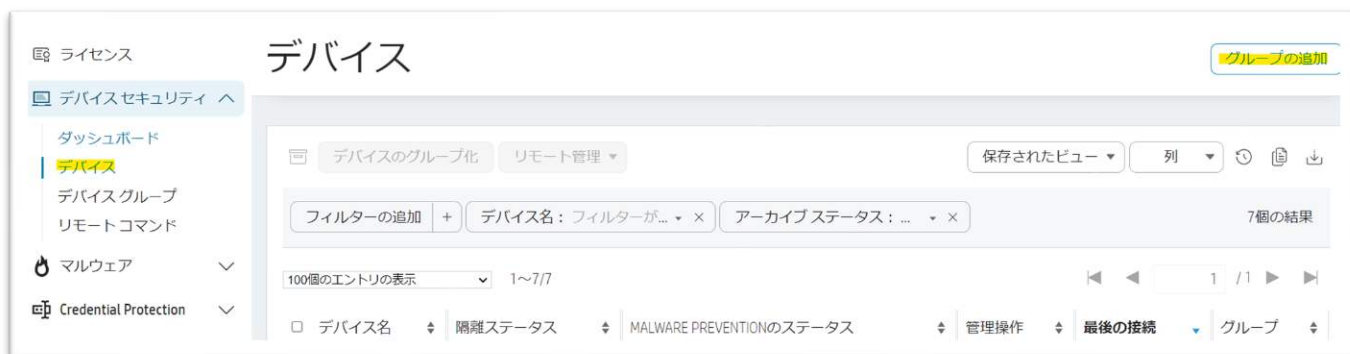 ライセンス
デバイス セキュリティ
ダッシュボード
デバイス
デバイス グループ
リモート コマンド
マルウェア
Credential Protection
デバイス
グループの追加
デバイスのグループ化 リモート管理
保存されたビュー 列
フィルターの追加 + デバイス名： フィルターが... × アーカイブ ステータス： ... ×
7個の結果
100個のエントリの表示 1～7/7
1 /1
デバイス名 隔離ステータス MALWARE PREVENTIONのステータス 管理操作 最後の接続 グループ